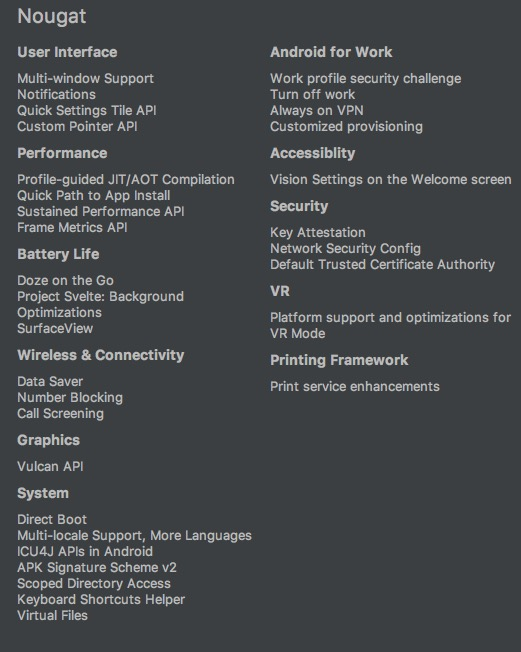 Nougat
User Interface
Multi-window Support
Notifications
Quick Settings Tile API
Custom Pointer API
Performance
Profile-guided JIT/AOT Compilation
Quick Path to App Install
Sustained Performance API
Frame Metrics API
Battery Life
Doze on the Go
Project Svelte: Background
Optimizations
SurfaceView
Wireless & Connectivity
Data Saver
Number Blocking
Call Screening
Graphics
Vulcan API
System
Direct Boot
Multi-locale Support, More Languages
ICU4J APIs in Android
APK Signature Scheme v2
Scoped Directory Access
Keyboard Shortcuts Helper
Virtual Files
Android for Work
Work profile security challenge
Turn off work
Always on VPN
Customized provisioning
Accessiblity
Vision Settings on the Welcome screen
Security
Key Attestation
Network Security Config
Default Trusted Certificate Authority
VR
Platform support and optimizations for
VR Mode
Printing Framework
Print service enhancements